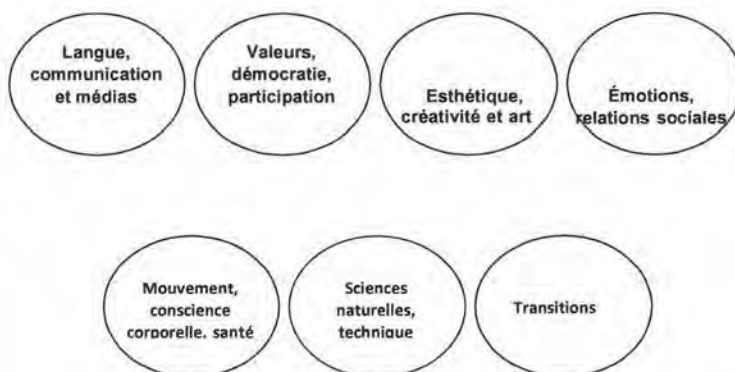 Langue,
communication
et médias
Valeurs,
démocratie,
participation
Esthétique,
créativité et art
Émotions,
relations sociales
Mouvement,
conscience
corporelle, santé
Sciences
naturelles,
technique
Transitions